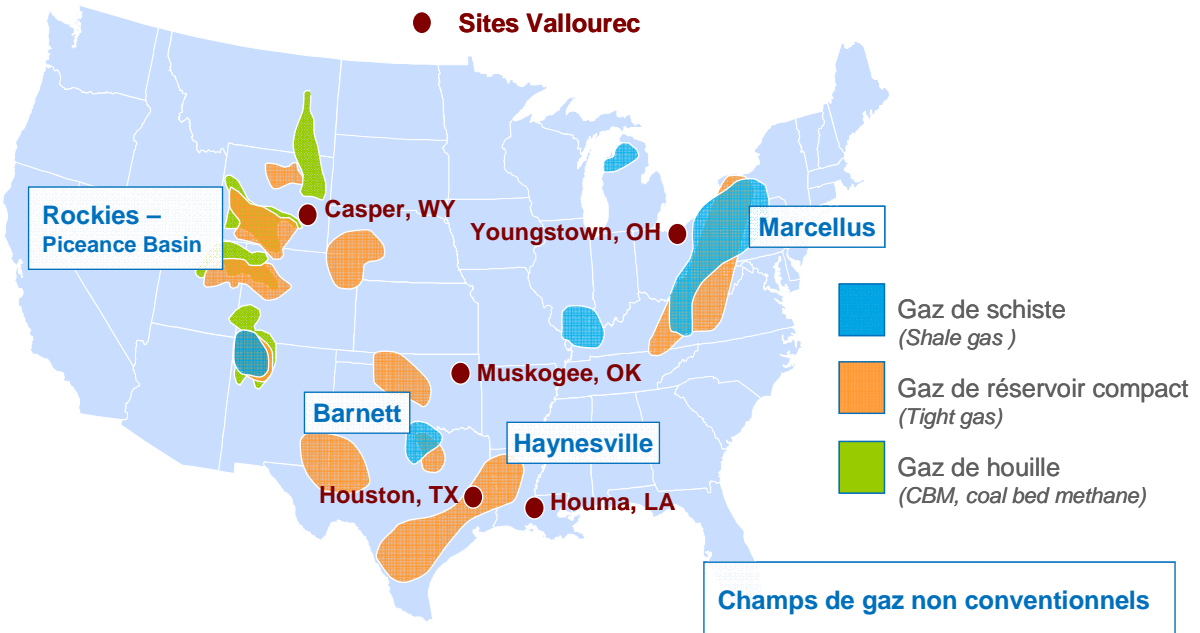 Sites Vallourec
Rockies –
Piceance Basin
Casper, WY
Youngstown, OH
Marcellus
Gaz de schiste
(Shale gas )
Muskogee, OK
Gaz de réservoir compact
(Tight gas)
Barnett
Haynesville
Gaz de houille
(CBM, coal bed methane)
Houston, TX
Houma, LA
Champs de gaz non conventionnels